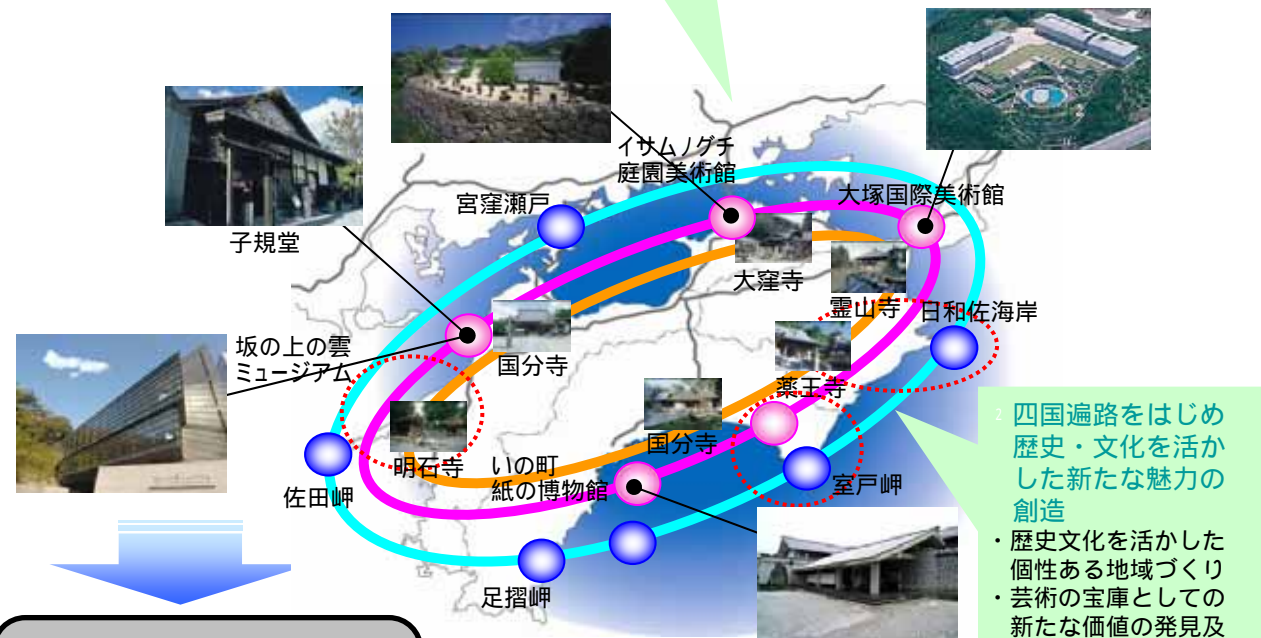 イサムノグチ
庭園美術館
大塚国際美術館
宮窪瀬戸
子規堂
大窪寺
霊山寺
日和佐海岸
坂の上の雲
ミュージアム
国分寺
薬王寺
国分寺
明石寺
いの町
紙の博物館
佐田岬
室戸岬
足摺岬
2 四国遍路をはじめ
歴史・文化を活か
した新たな魅力の
創造
・歴史文化を活かした
個性ある地域づくり
・芸術の宝庫としての
新たな価値の発見及